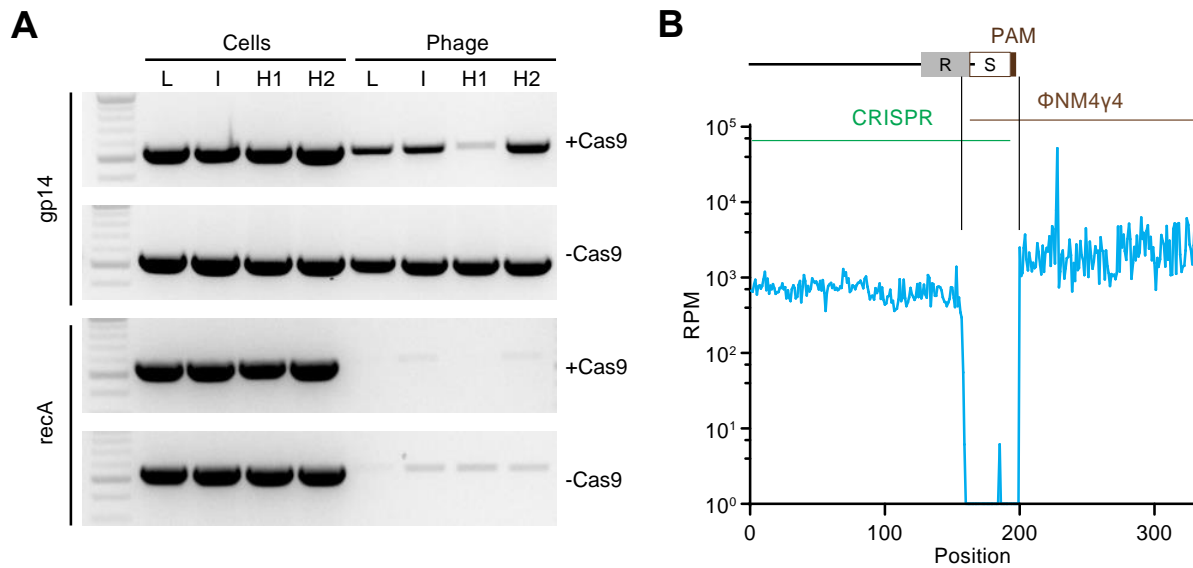 A
Cells Phage
L I H1 H2 L I H1 H2
gp14
+Cas9
-Cas9
recA
+Cas9
-Cas9
B
PAM
R S
CRISPR ΦNM4γ4
10⁵
10⁴
10³
10²
10¹
10⁰
RPM
0 100 200 300
Position